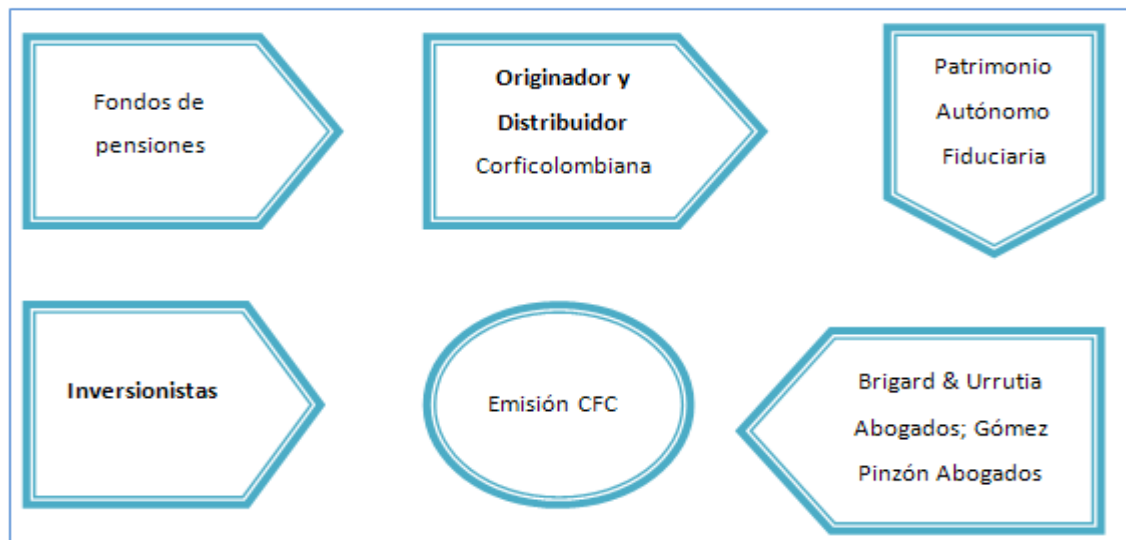 Fondos de
pensiones
Originador y
Distribuidor
Corficolombiana
Patrimonio
Autónomo
Fiduciaria
Inversionistas
Emisión CFC
Brigard & Urrutia
Abogados; Gómez
Pinzón Abogados